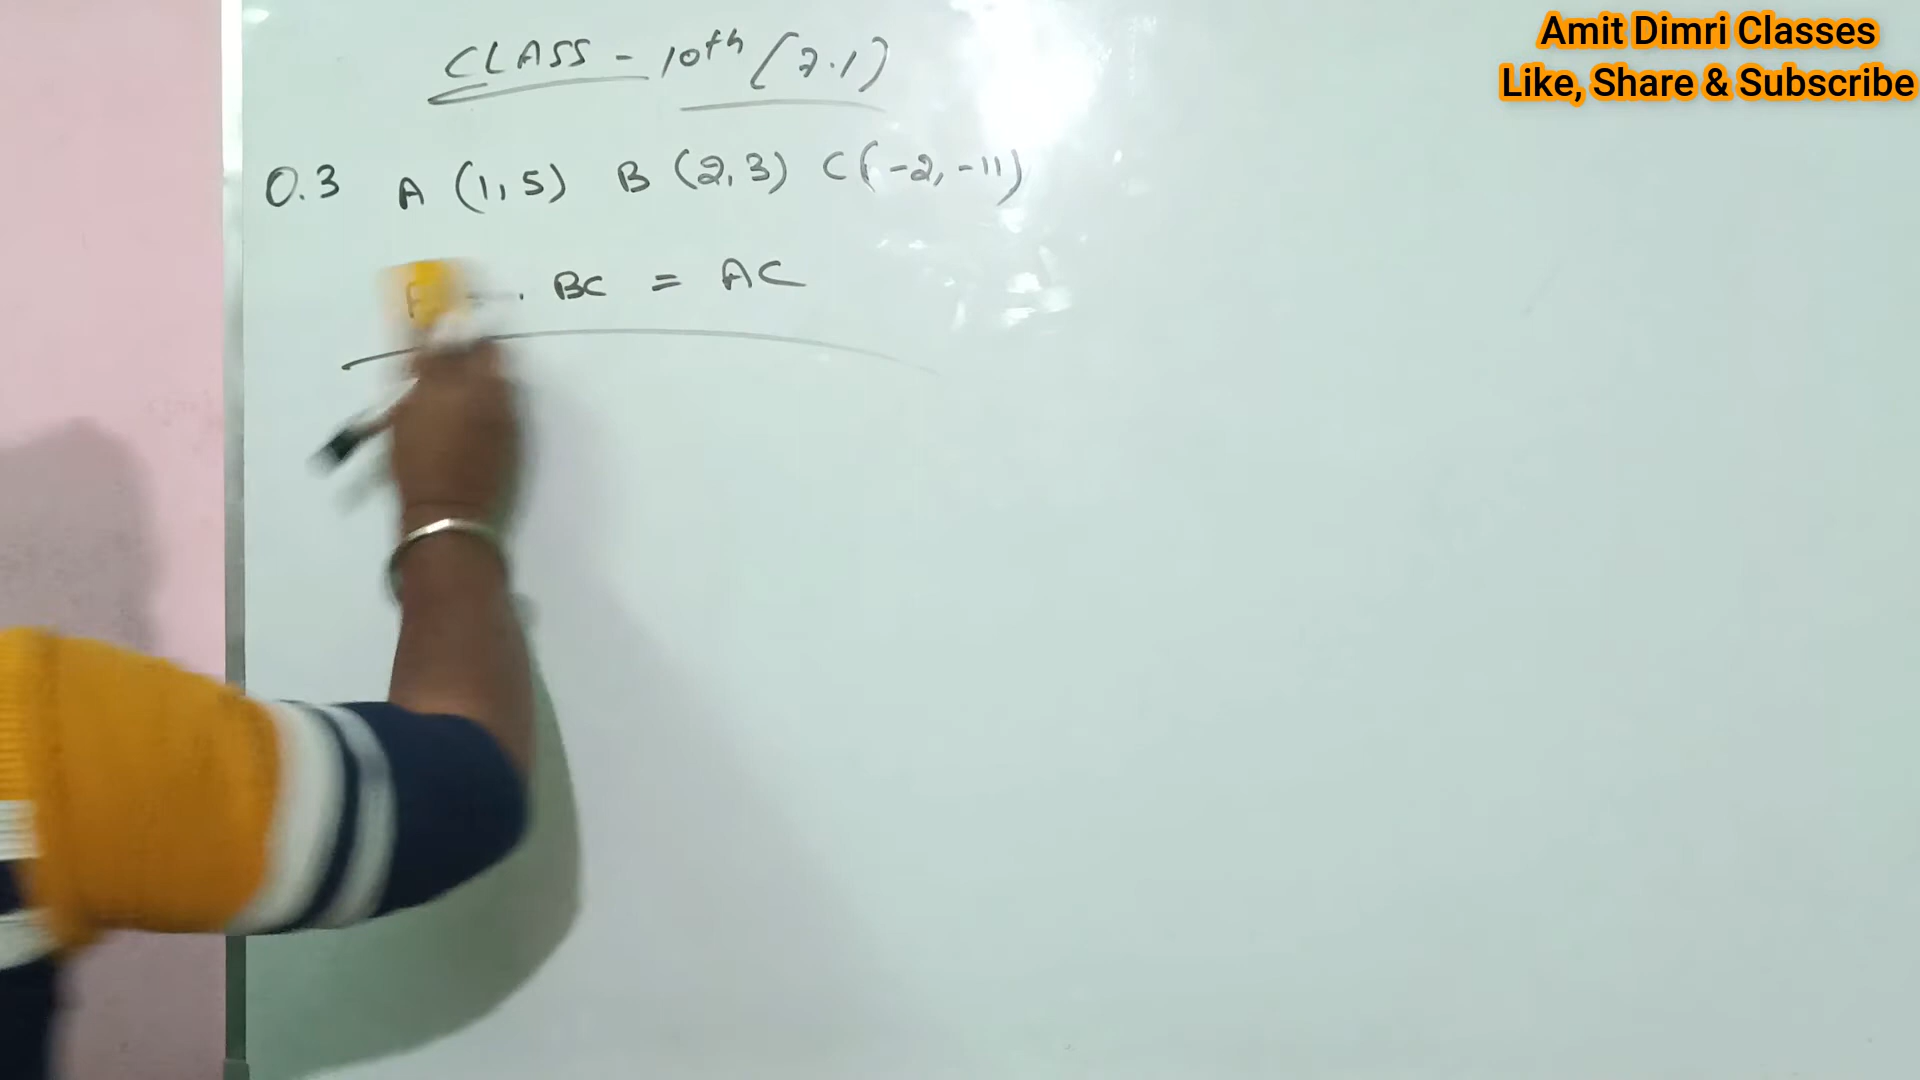 Amit Dimri Classes
Like, Share & Subscribe
CLASS - 10th (7.1)
Q.3 A (1,5) B (2,3) C (-2,-11)
BC = AC